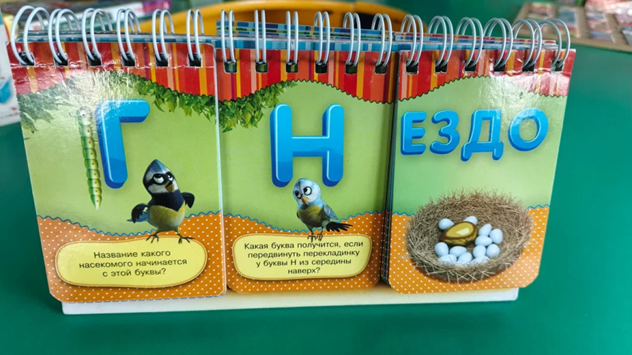 Г
Н
ЕЗДО
Название какого
насекомого начинается
с этой буквы?
Какая буква получится, если
передвинуть перекладинку
у буквы Н из середины
наверх?